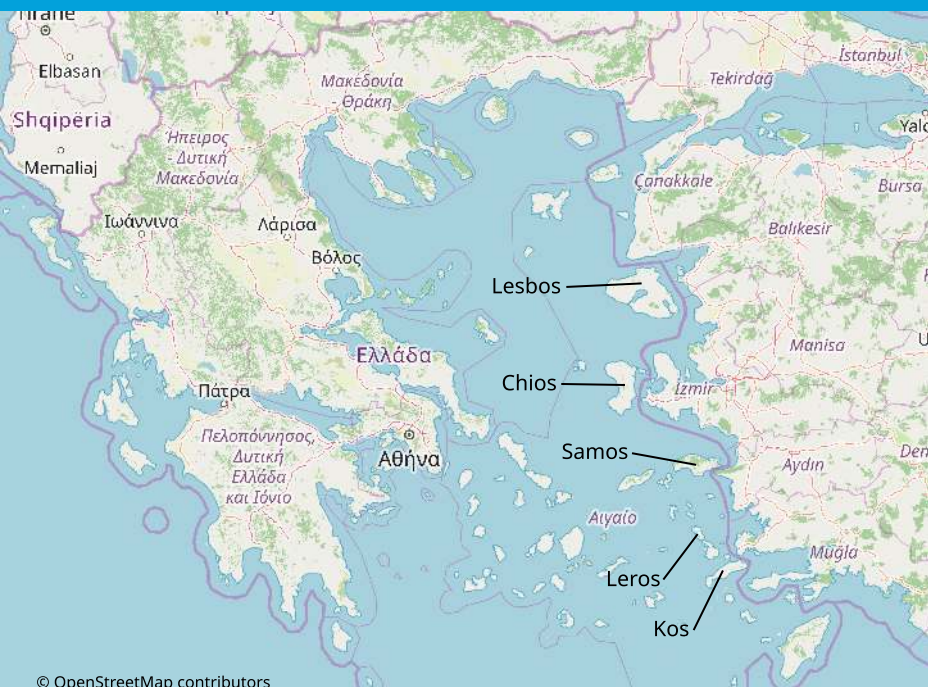 Tiranë
İstanbul
Elbasan
Μακεδονία
- Θράκη
Tekirdağ
Shqipëria
Yalo
Ήπειρος
- Δυτική
Μακεδονία
Memaliaj
Çanakkale
Bursa
Ιωάννινα
Λάρισα
Balıkesir
Βόλος
Lesbos
Ελλάδα
Manisa
U
Chios
İzmir
Πάτρα
Πελοπόννησος,
Δυτική
Ελλάδα
και Ιόνιο
Αθήνα
Samos
Aydın
Den
Αιγαίο
Muğla
Leros
Kos
© OpenStreetMap contributors